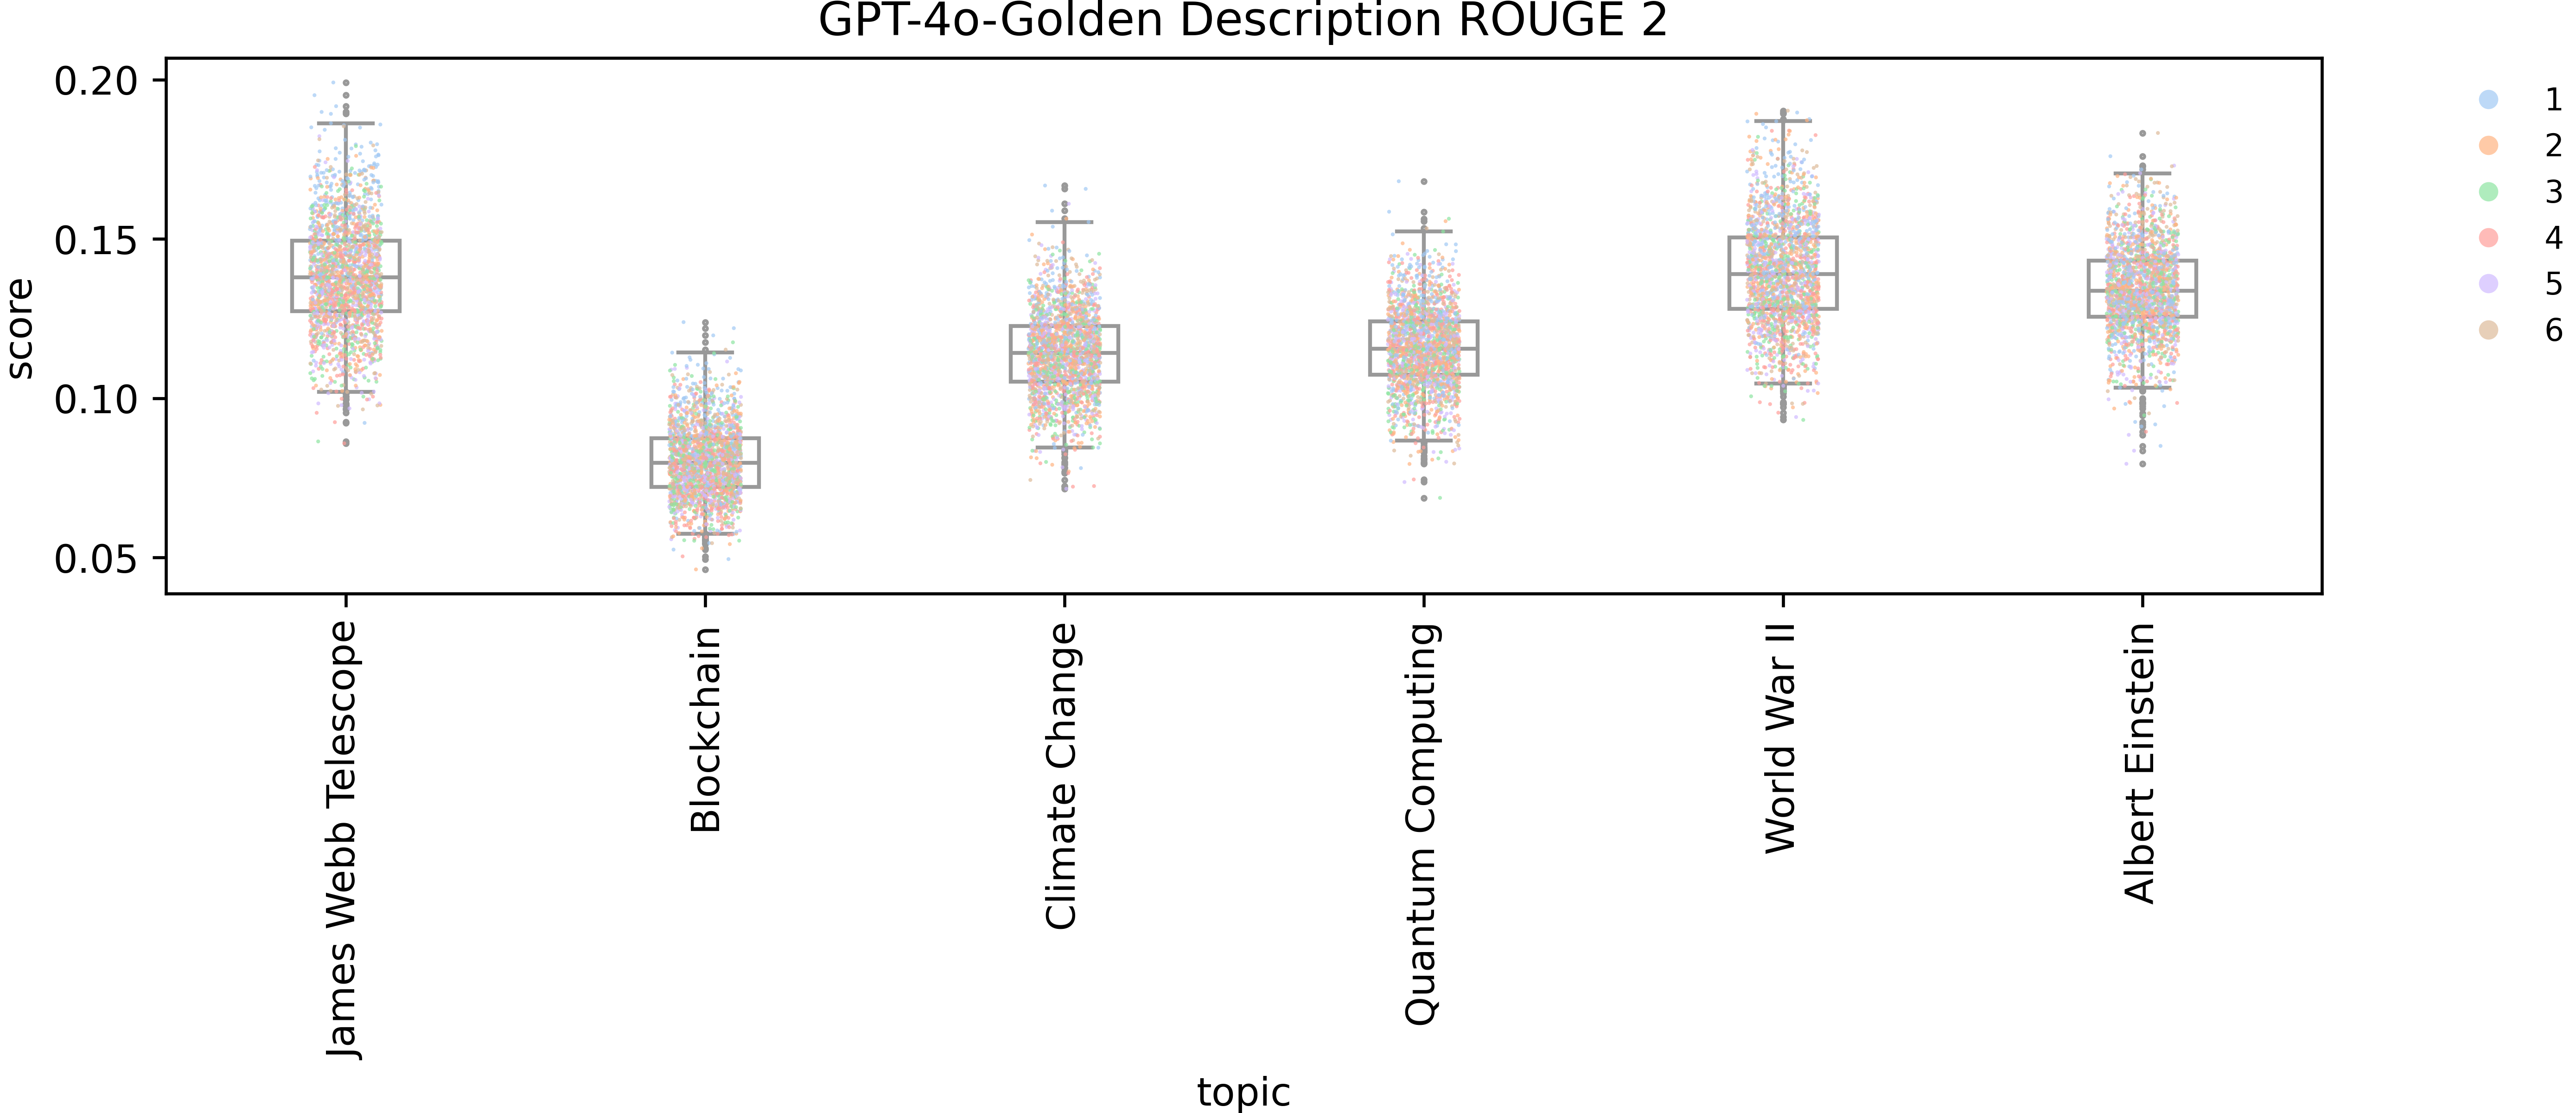 GPT-4o-Golden Description ROUGE 2
score
0.20
0.15
0.10
0.05
James Webb Telescope
Blockchain
Climate Change
Quantum Computing
World War II
Albert Einstein
topic
1
2
3
4
5
6